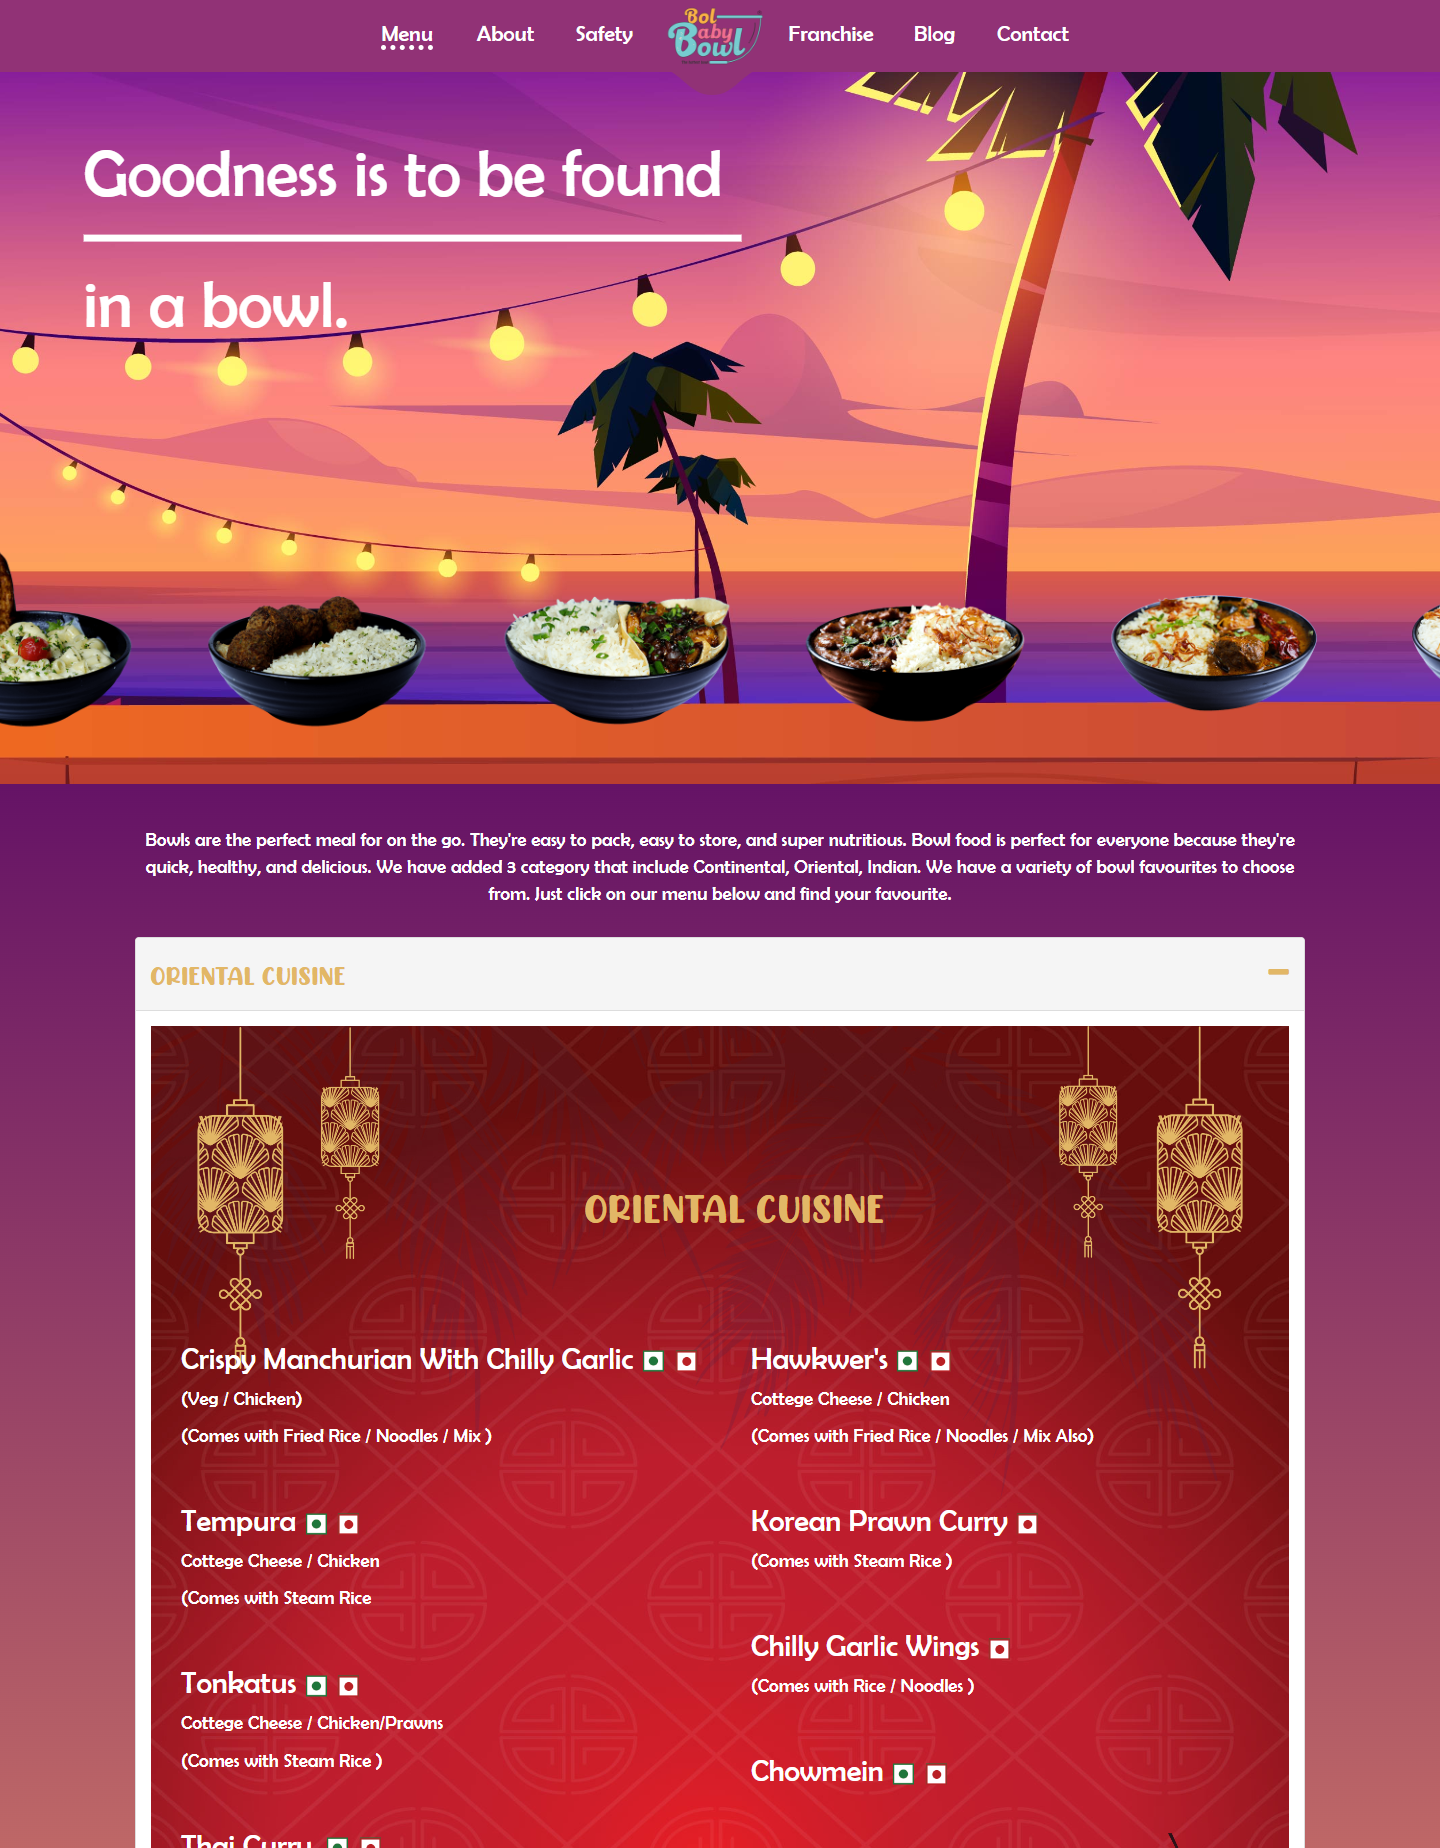 Menu
About
Safety
Bol
Baby
Bowl
Franchise
Blog
Contact
Goodness is to be found
in a bowl.
Bowls are the perfect meal for on the go. They're easy to pack, easy to store, and super nutritious. Bowl food is perfect for everyone because they're
quick, healthy, and delicious. We have added 3 category that include Continental, Oriental, Indian. We have a variety of bowl favourites to choose
from. Just click on our menu below and find your favourite.
ORIENTAL CUISINE
ORIENTAL CUISINE
Crispy Manchurian With Chilly Garlic
(Veg / Chicken)
(Comes with Fried Rice / Noodles / Mix )
Tempura
Cottege Cheese / Chicken
(Comes with Steam Rice
Tonkatus
Cottege Cheese / Chicken/Prawns
(Comes with Steam Rice )
Thai Curry
Hawkwer's
Cottege Cheese / Chicken
(Comes with Fried Rice / Noodles / Mix Also)
Korean Prawn Curry
(Comes with Steam Rice )
Chilly Garlic Wings
(Comes with Rice / Noodles )
Chowmein